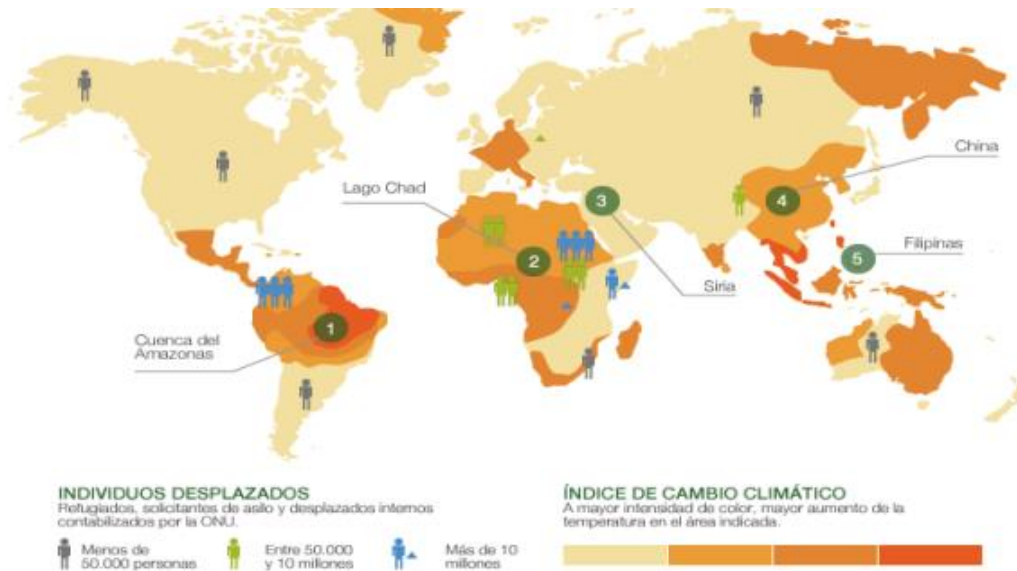 China
Lago Chad
3
4
Filipinas
5
2
Siria
1
Cuenca del
Amazonas
INDIVIDUOS DESPLAZADOS
Refugiados, solicitantes de asilo y desplazados internos
contabilizados por la ONU.
Menos de
50.000 personas
Entre 50.000
y 10 millones
Más de 10
millones
ÍNDICE DE CAMBIO CLIMÁTICO
A mayor intensidad de color, mayor aumento de la
temperatura en el área indicada.